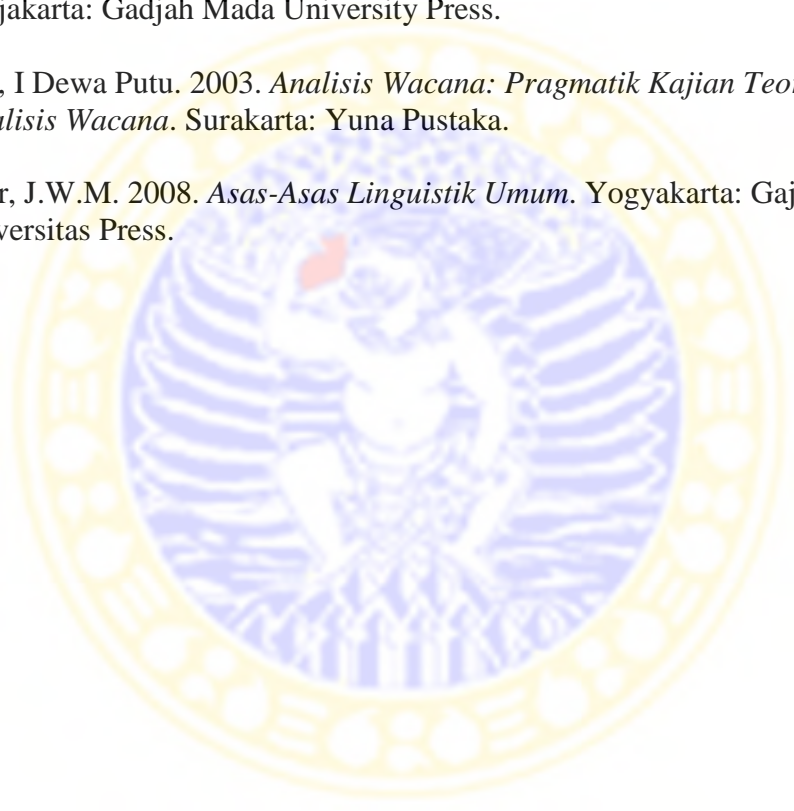 jakarta: Gadjah Mada University Press.
, I Dewa Putu. 2003. Analisis Wacana: Pragmatik Kajian Teo
alisis Wacana. Surakarta: Yuna Pustaka.
r, J.W.M. 2008. Asas-Asas Linguistik Umum. Yogyakarta: Gaj
versitas Press.